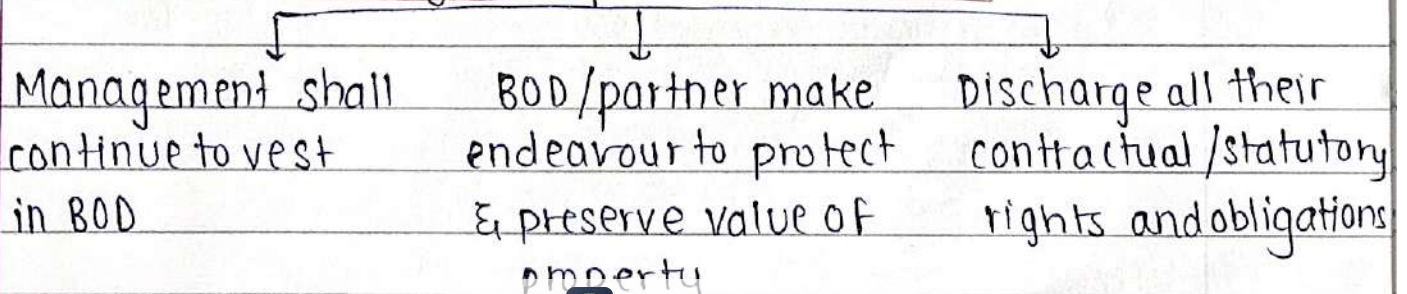 Management shall
continue to vest
in BOD
BOD/partner make
endeavour to protect
& preserve value of
property
Discharge all their
contractual/statutory
rights and obligations